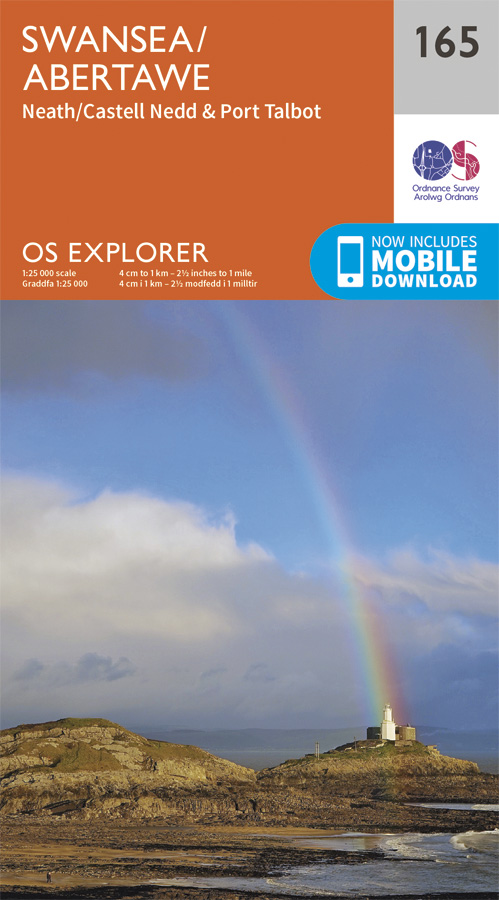 SWANSEA/
ABERTAWE
Neath/Castell Nedd & Port Talbot
165
OS
Ordnance Survey
Arolwg Ordnans
OS EXPLORER
1:25 000 scale
Graddfa 1:25 000
4 cm to 1 km – 2½ inches to 1 mile
4 cm i 1 km – 2½ modfedd i 1 milltir
NOW INCLUDES
MOBILE
DOWNLOAD